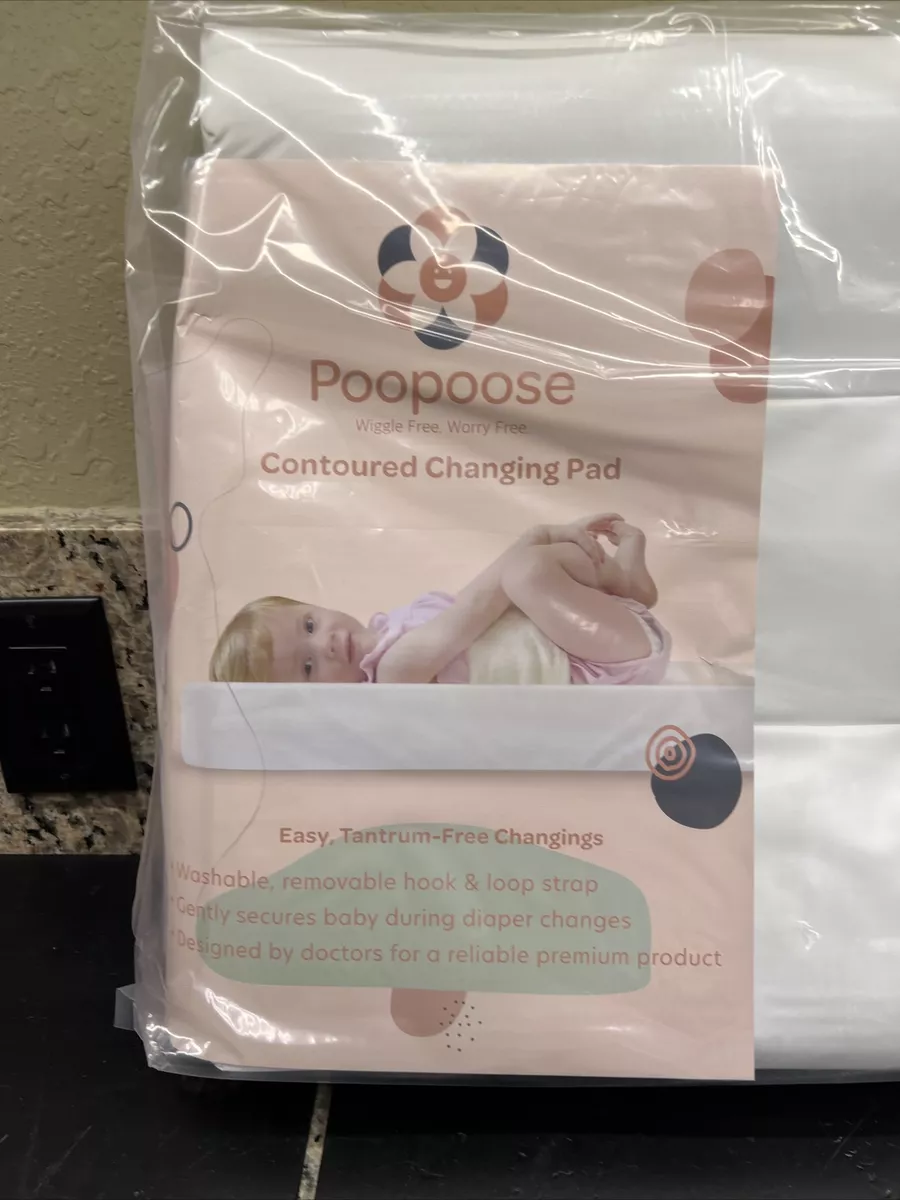 Poopoose
Wiggle Free. Worry Free.
Contoured Changing Pad
Easy, Tantrum-Free Changings
*Washable, removable hook & loop strap
*Gently secures baby during diaper changes
*Designed by doctors for a reliable premium product